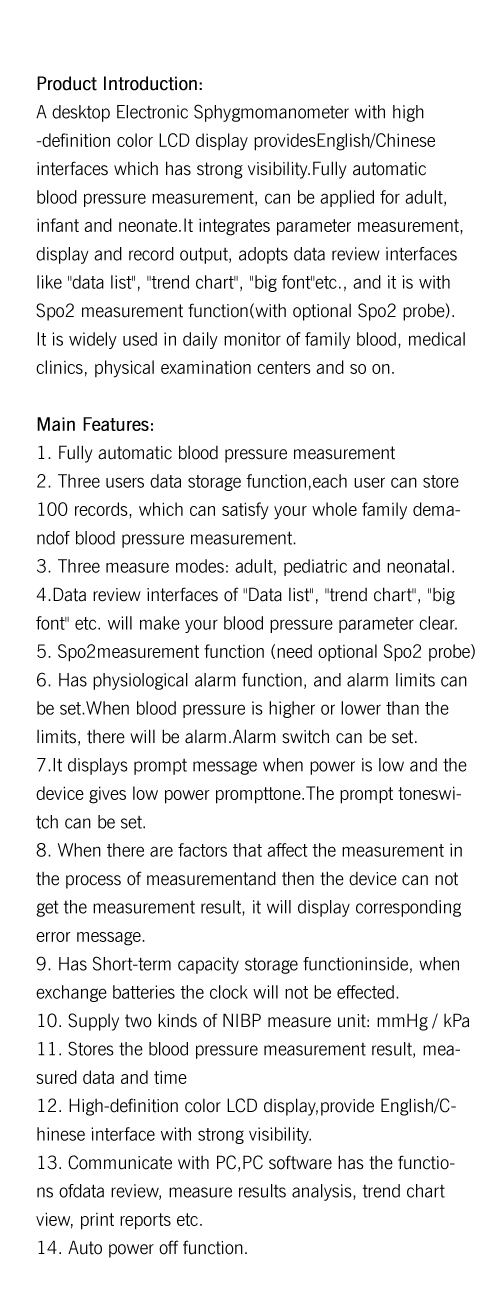 Product Introduction:
A desktop Electronic Sphygmomanometer with high
-definition color LCD display providesEnglish/Chinese
interfaces which has strong visibility.Fully automatic
blood pressure measurement, can be applied for adult,
infant and neonate.It integrates parameter measurement,
display and record output, adopts data review interfaces
like "data list", "trend chart", "big font"etc., and it is with
Spo2 measurement function(with optional Spo2 probe).
It is widely used in daily monitor of family blood, medical
clinics, physical examination centers and so on.
Main Features:
1. Fully automatic blood pressure measurement
2. Three users data storage function,each user can store
100 records, which can satisfy your whole family dema-
ndof blood pressure measurement.
3. Three measure modes: adult, pediatric and neonatal.
4.Data review interfaces of "Data list", "trend chart", "big
font" etc. will make your blood pressure parameter clear.
5. Spo2measurement function (need optional Spo2 probe)
6. Has physiological alarm function, and alarm limits can
be set.When blood pressure is higher or lower than the
limits, there will be alarm.Alarm switch can be set.
7.It displays prompt message when power is low and the
device gives low power prompttone.The prompt toneswi-
tch can be set.
8. When there are factors that affect the measurement in
the process of measurementand then the device can not
get the measurement result, it will display corresponding
error message.
9. Has Short-term capacity storage functioninside, when
exchange batteries the clock will not be effected.
10. Supply two kinds of NIBP measure unit: mmHg / kPa
11. Stores the blood pressure measurement result, mea-
sured data and time
12. High-definition color LCD display,provide English/C-
hinese interface with strong visibility.
13. Communicate with PC,PC software has the functio-
ns ofdata review, measure results analysis, trend chart
view, print reports etc.
14. Auto power off function.